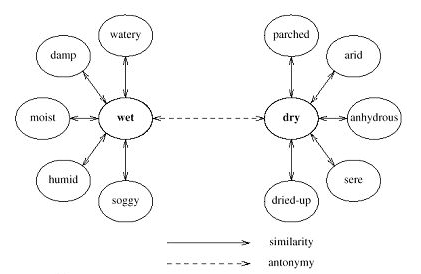 watery
parched
damp
arid
moist
wet
dry
anhydrous
humid
sere
soggy
dried-up
similarity
antonymy